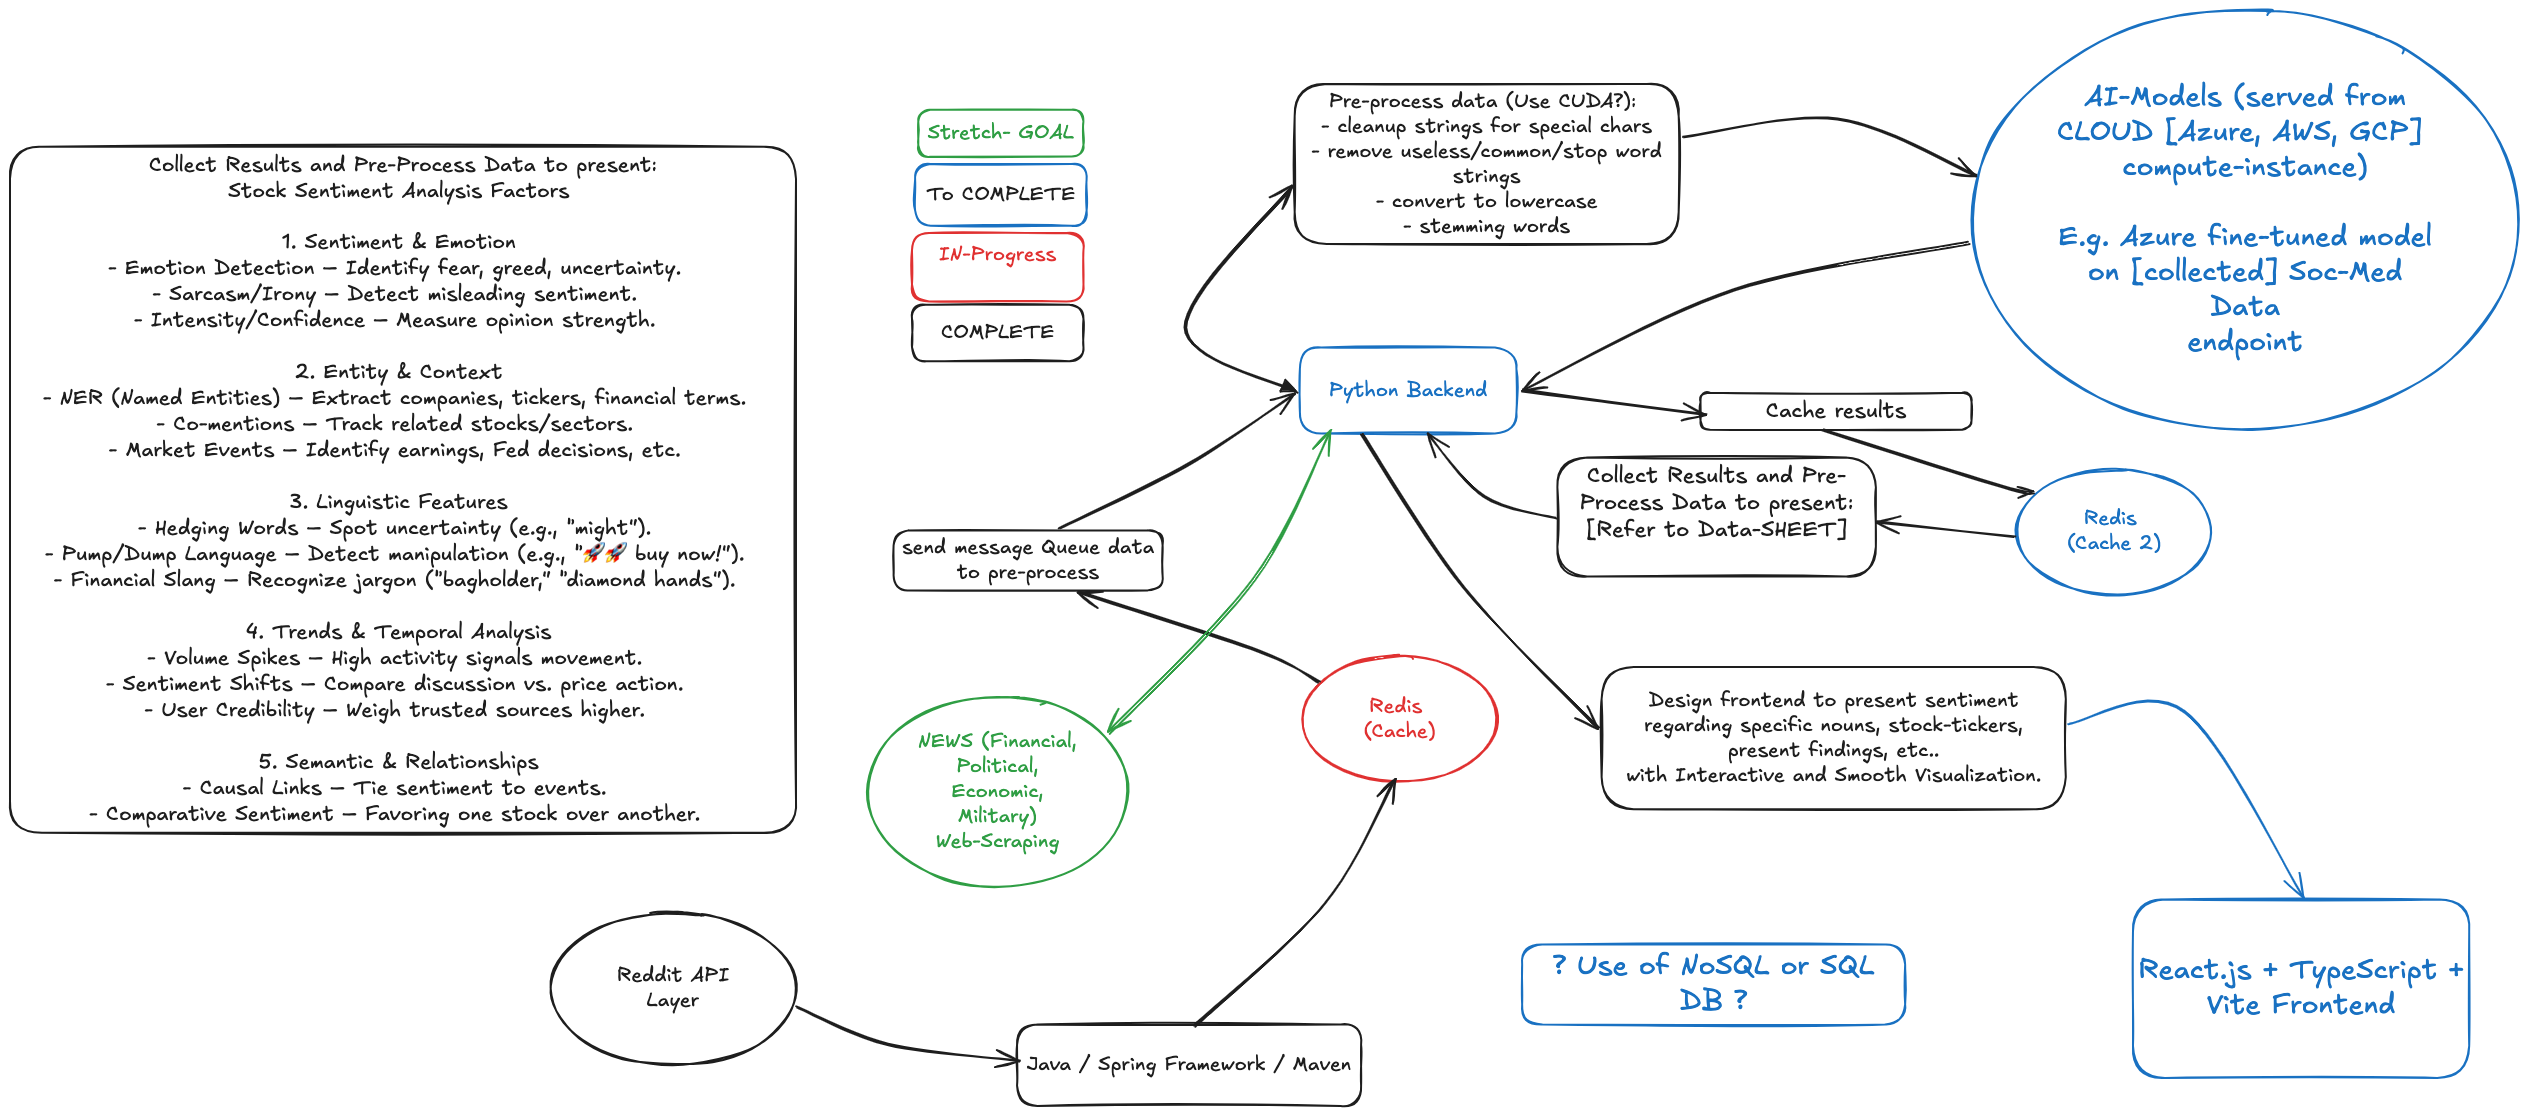 Collect Results and Pre-Process Data to present:
Stock Sentiment Analysis Factors
1. Sentiment & Emotion
- Emotion Detection — Identify fear, greed, uncertainty.
- Sarcasm/Irony — Detect misleading sentiment.
- Intensity/Confidence — Measure opinion strength.
2. Entity & Context
- NER (Named Entities) — Extract companies, tickers, financial terms.
- Co-mentions — Track related stocks/sectors.
- Market Events — Identify earnings, Fed decisions, etc.
3. Linguistic Features
- Hedging Words — Spot uncertainty (e.g., "might").
- Pump/Dump Language — Detect manipulation (e.g., "🚀🚀 buy now!").
- Financial Slang — Recognize jargon ("bagholder," "diamond hands").
4. Trends & Temporal Analysis
- Volume Spikes — High activity signals movement.
- Sentiment Shifts — Compare discussion vs. price action.
- User Credibility — Weigh trusted sources higher.
5. Semantic & Relationships
- Causal Links — Tie sentiment to events.
- Comparative Sentiment — Favoring one stock over another.
Stretch- GOAL
To COMPLETE
IN-Progress
COMPLETE
Pre-process data (Use CUDA?):
- cleanup strings for special chars
- remove useless/common/stop word
strings
- convert to lowercase
- stemming words
AI-Models (served from
CLOUD [Azure, AWS, GCP]
compute-instance)
E.g. Azure fine-tuned model
on [collected] Soc-Med
Data
endpoint
Python Backend
Cache results
Collect Results and Pre-
Process Data to present:
[Refer to Data-SHEET]
Redis
(Cache 2)
send message Queue data
to pre-process
Redis
(Cache)
NEWS (Financial,
Political,
Economic,
Military)
Web-Scraping
Design frontend to present sentiment
regarding specific nouns, stock-tickers,
present findings, etc..
with Interactive and Smooth Visualization.
Reddit API
Layer
Java / Spring Framework / Maven
? Use of NoSQL or SQL
DB ?
React.js + TypeScript +
Vite Frontend